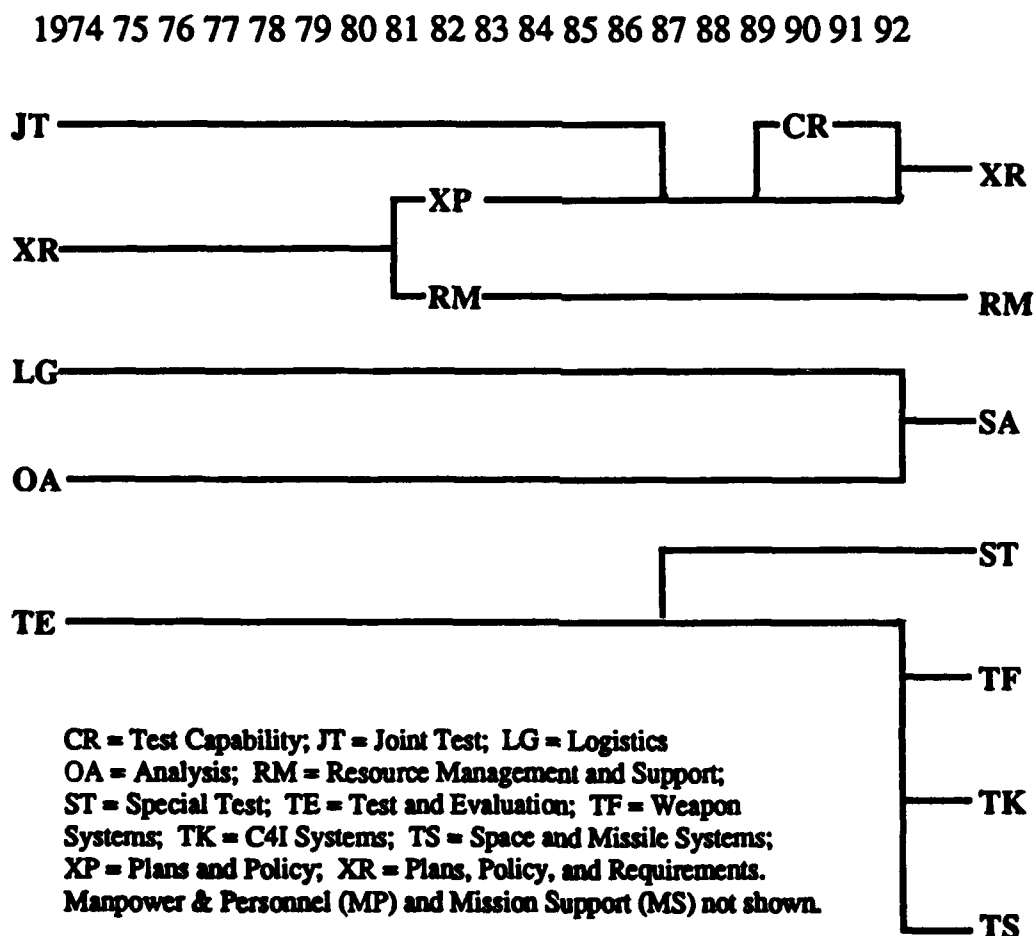 1974 75 76 77 78 79 80 81 82 83 84 85 86 87 88 89 90 91 92
JT
CR
XR
XP
XR
RM
RM
LG
SA
OA
ST
TE
TF
CR = Test Capability; JT = Joint Test; LG = Logistics
OA = Analysis; RM = Resource Management and Support;
ST = Special Test; TE = Test and Evaluation; TF = Weapon
TK
Systems; TK = C4I Systems; TS = Space and Missile Systems;
XP = Plans and Policy; XR = Plans, Policy, and Requirements.
Manpower & Personnel (MP) and Mission Support (MS) not shown.
TS